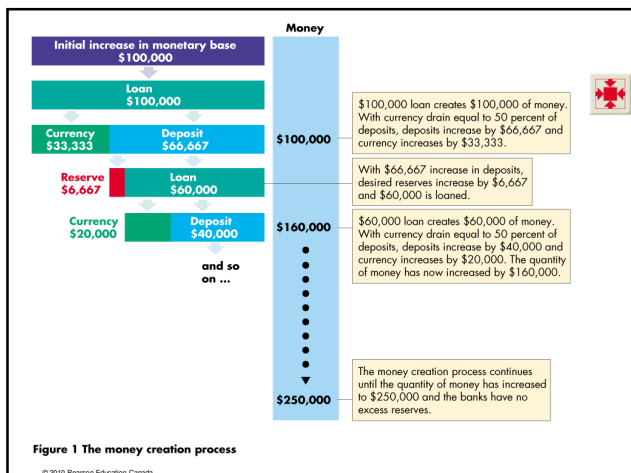 Money
Initial increase in monetary base
$100,000
Loan
$100,000
Currency
$33,333
Deposit
$66,667
$100,000
$100,000 loan creates $100,000 of money.
With currency drain equal to 50 percent of
deposits, deposits increase by $66,667 and
currency increases by $33,333.
Reserve
$6,667
Loan
$60,000
With $66,667 increase in deposits,
desired reserves increase by $6,667
and $60,000 is loaned.
Currency
$20,000
Deposit
$40,000
$160,000
$60,000 loan creates $60,000 of money.
With currency drain equal to 50 percent of
deposits, deposits increase by $40,000 and
currency increases by $20,000. The quantity
of money has now increased by $160,000.
and so
on ...
$250,000
The money creation process continues
until the quantity of money has increased
to $250,000 and the banks have no
excess reserves.
Figure 1 The money creation process
© 2010 Pearson Education Canada